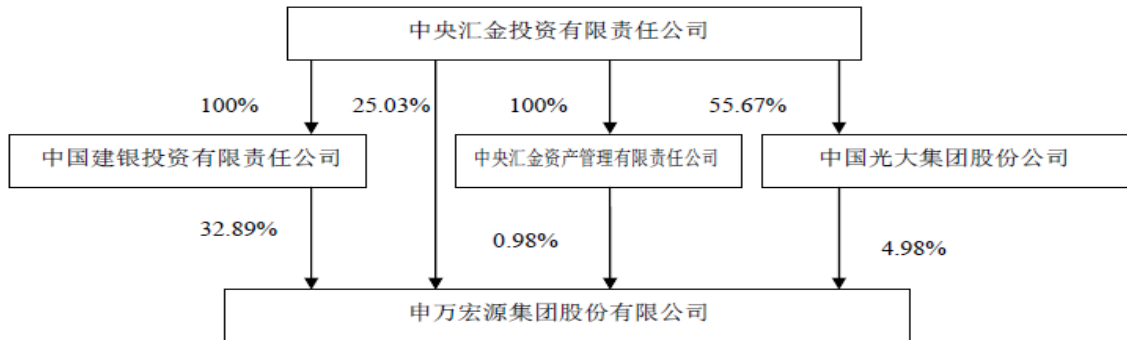 中央汇金投资有限责任公司
100%
25.03%
100%
55.67%
中国建银投资有限责任公司
中央汇金资产管理有限责任公司
中国光大集团股份公司
32.89%
0.98%
4.98%
申万宏源集团股份有限公司